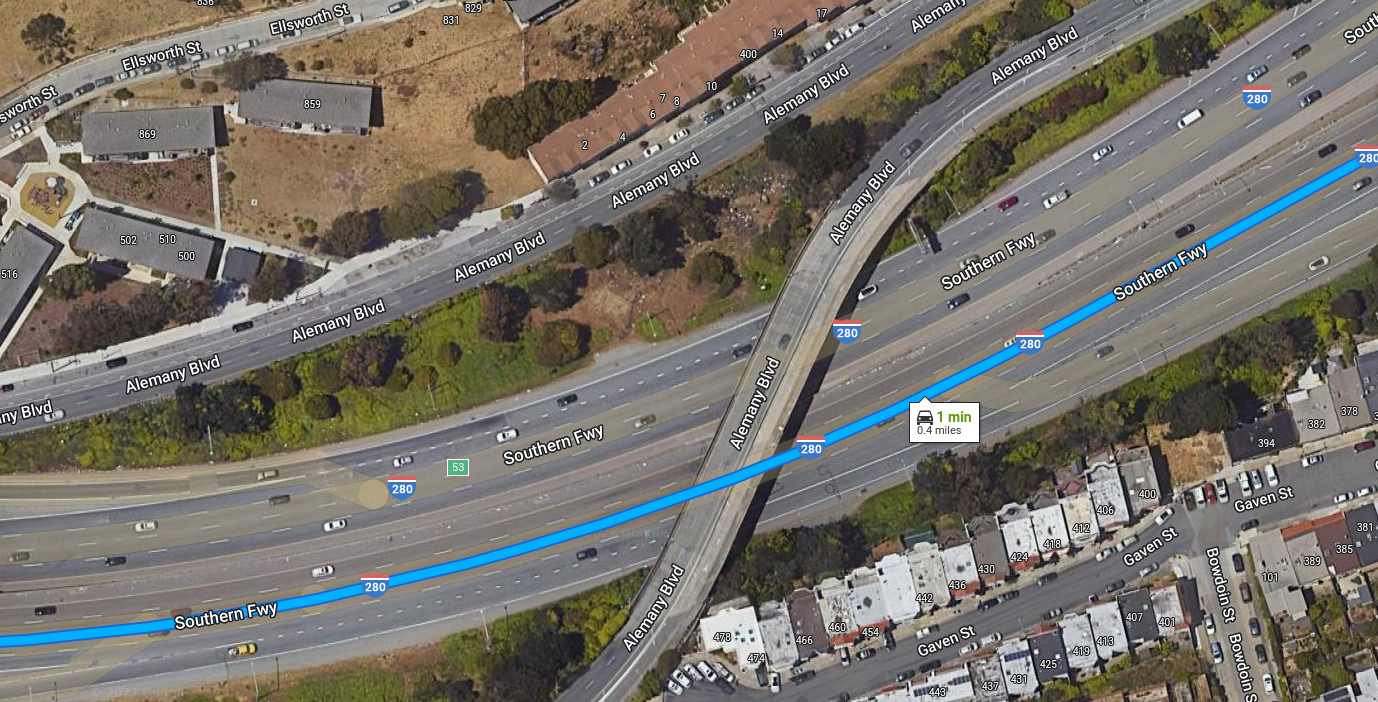 836
Ellsworth St
829
831
Ellsworth St
17
Alemany
14
400
Alemany Blvd
South
sworth St
859
10
Alemany Blvd
280
7
8
6
869
4
2
280
Alemany Blvd
Alemany Blvd
502
510
500
516
Alemany Blvd
Southern Fwy
Southern Fwy
Alemany Blvd
280
280
Alemany Blvd
ny Blvd
Alemany Blvd
1 min
0.4 miles
378
382
394
Southern Fwy
280
53
280
400
Gaven St
406
412
381
418
385
424
389
Gaven St
430
436
101
442
280
Southern Fwy
Bowdoin St
Alemany Blvd
407
401
460
454
413
478
466
Gaven St
419
474
425
431
437
443
Bowdoin S